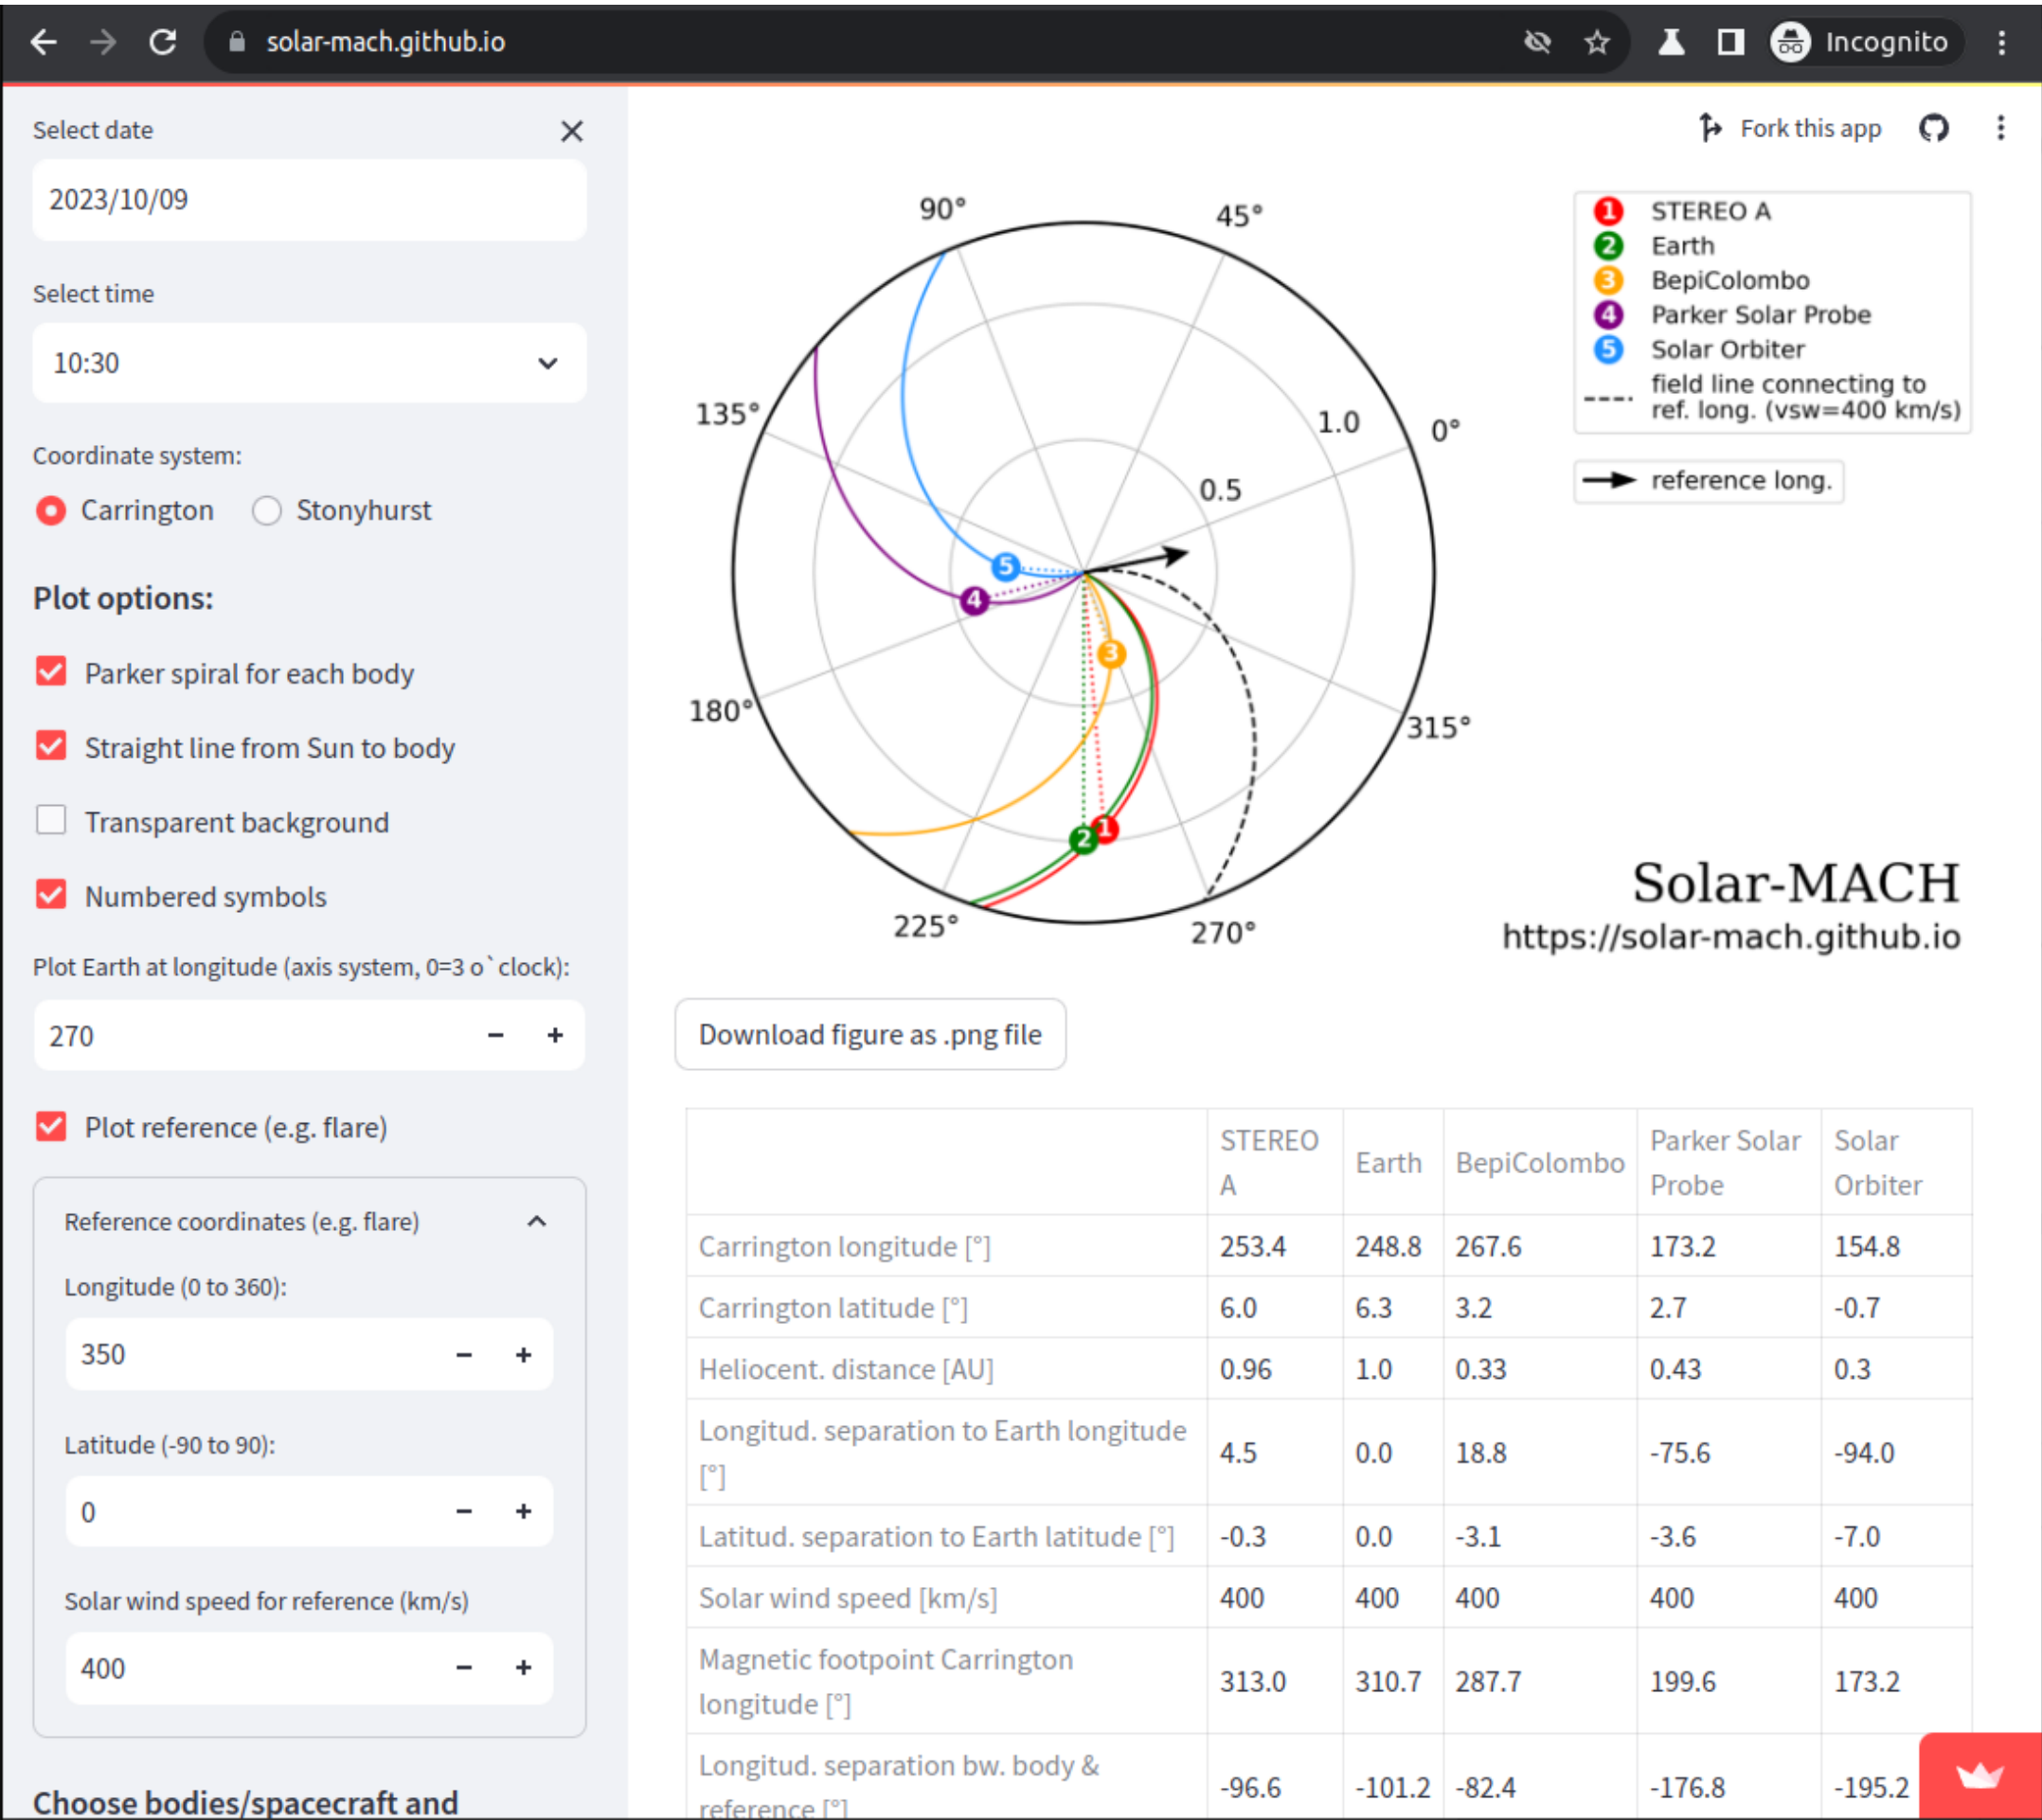 solar-mach.github.io
Incognito
Select date
2023/10/09
Select time
10:30
Coordinate system:
Carrington
Stonyhurst
Plot options:
Parker spiral for each body
Straight line from Sun to body
Transparent background
Numbered symbols
Plot Earth at longitude (axis system, 0=3 o`clock):
270
Plot reference (e.g. flare)
Reference coordinates (e.g. flare)
Longitude (0 to 360):
350
Latitude (-90 to 90):
0
Solar wind speed for reference (km/s)
400
Choose bodies/spacecraft and
Fork this app
90°
45°
135°
0°
1.0
0.5
180°
315°
225°
270°
5
4
3
2
1
1 STEREO A
2 Earth
3 BepiColombo
4 Parker Solar Probe
5 Solar Orbiter
field line connecting to
ref. long. (vsw=400 km/s)
reference long.
Solar-MACH
https://solar-mach.github.io
Download figure as .png file
STEREO A Earth BepiColombo Parker Solar Probe Solar Orbiter
Carrington longitude [°] 253.4 248.8 267.6 173.2 154.8
Carrington latitude [°] 6.0 6.3 3.2 2.7 -0.7
Heliocent. distance [AU] 0.96 1.0 0.33 0.43 0.3
Longitud. separation to Earth longitude [°] 4.5 0.0 18.8 -75.6 -94.0
Latitud. separation to Earth latitude [°] -0.3 0.0 -3.1 -3.6 -7.0
Solar wind speed [km/s] 400 400 400 400 400
Magnetic footpoint Carrington longitude [°] 313.0 310.7 287.7 199.6 173.2
Longitud. separation bw. body & reference [°] -96.6 -101.2 -82.4 -176.8 -195.2